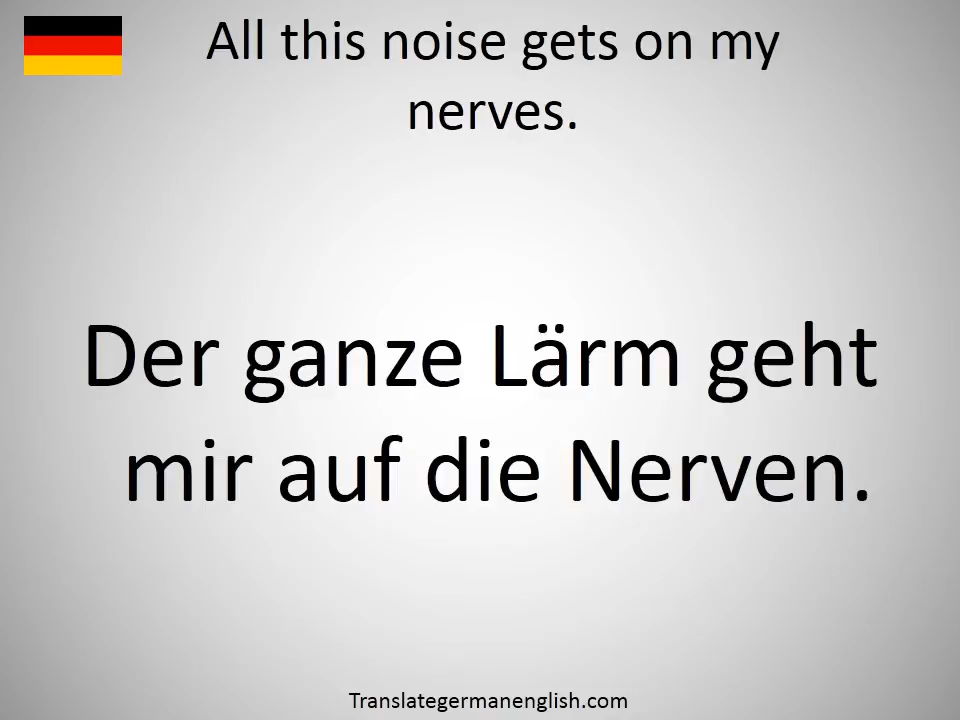 All this noise gets on my
nerves.
Der ganze Lärm geht
mir auf die Nerven.
Translategermanenglish.com